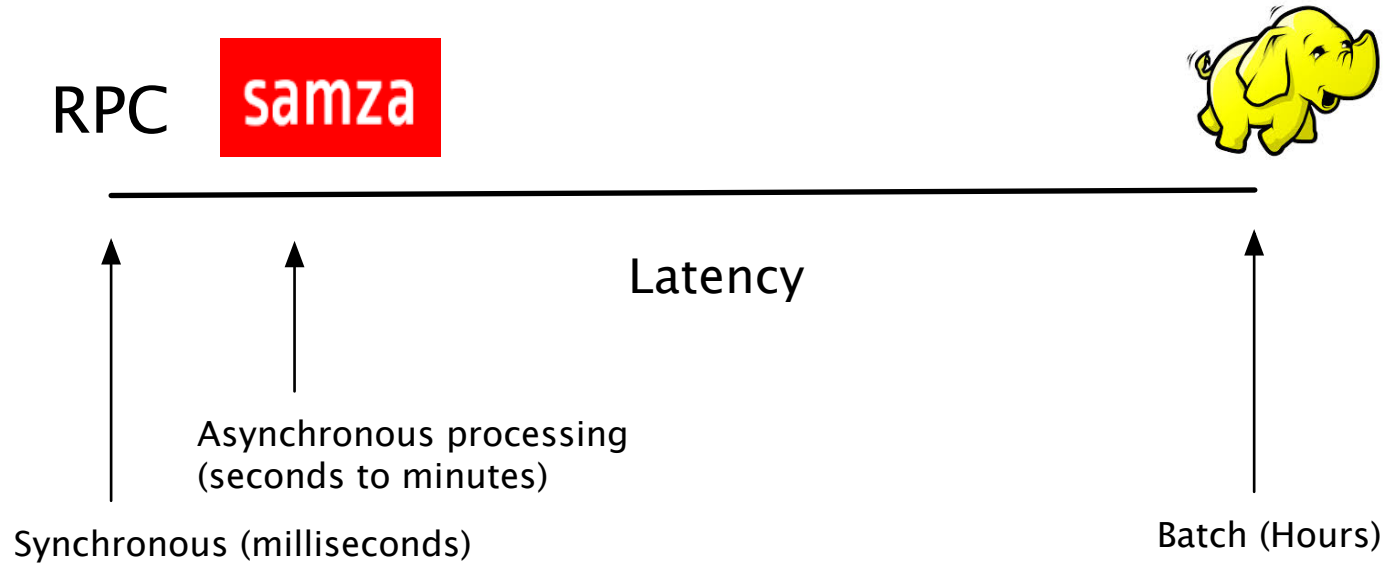 RPC
samza
Latency
Asynchronous processing
(seconds to minutes)
Synchronous (milliseconds)
Batch (Hours)